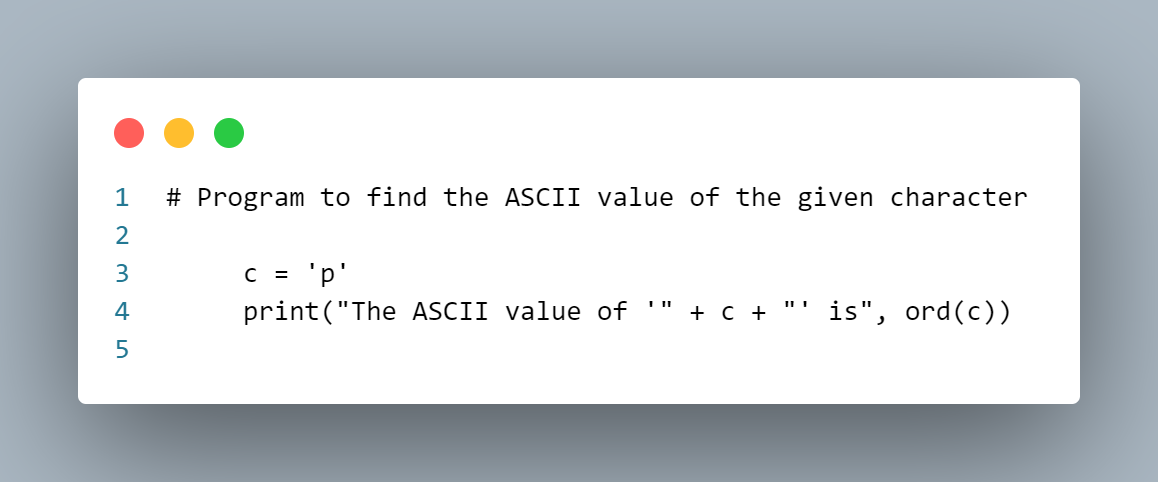 1 # Program to find the ASCII value of the given character
2
3 c = 'p'
4 print("The ASCII value of '" + c + "' is", ord(c))
5